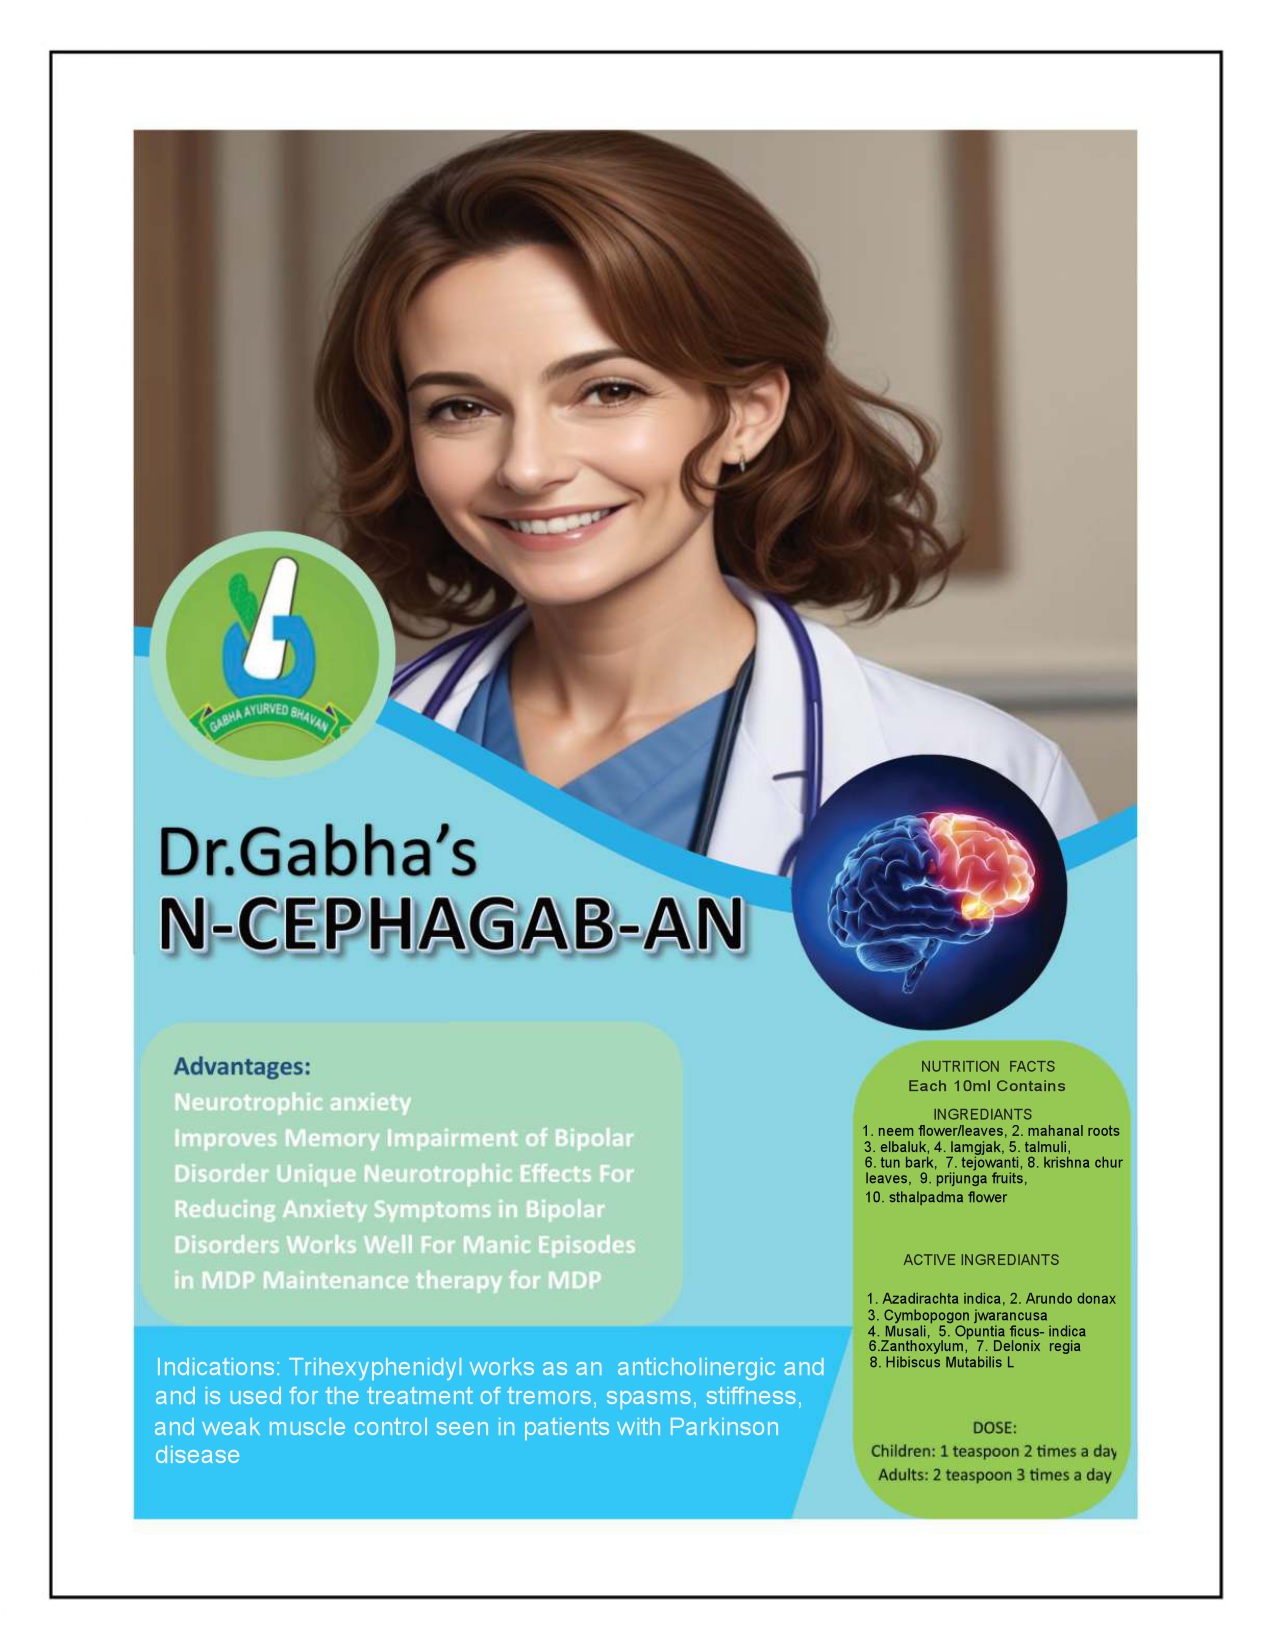 GABHA AYURVED BHAVAN
Dr.Gabha's
N-CEPHAGAB-AN
Advantages:
Neurotrophic anxiety
Improves Memory Impairment of Bipolar
Disorder Unique Neurotrophic Effects For
Reducing Anxiety Symptoms in Bipolar
Disorders Works Well For Manic Episodes
in MDP Maintenance therapy for MDP
Indications: Trihexyphenidyl works as an anticholinergic and
and is used for the treatment of tremors, spasms, stiffness,
and weak muscle control seen in patients with Parkinson
disease
NUTRITION FACTS
Each 10ml Contains
INGREDIANTS
1. neem flower/leaves, 2. mahanal roots
3. elbaluk, 4. lamgjak, 5. talmuli,
6. tun bark, 7. tejowanti, 8. krishna chur
leaves, 9. prijunga fruits,
10. sthalpadma flower
ACTIVE INGREDIANTS
1. Azadirachta indica, 2. Arundo donax
3. Cymbopogon jwarancusa
4. Musali, 5. Opuntia ficus- indica
6.Zanthoxylum, 7. Delonix regia
8. Hibiscus Mutabilis L
DOSE:
Children: 1 teaspoon 2 times a day
Adults: 2 teaspoon 3 times a day